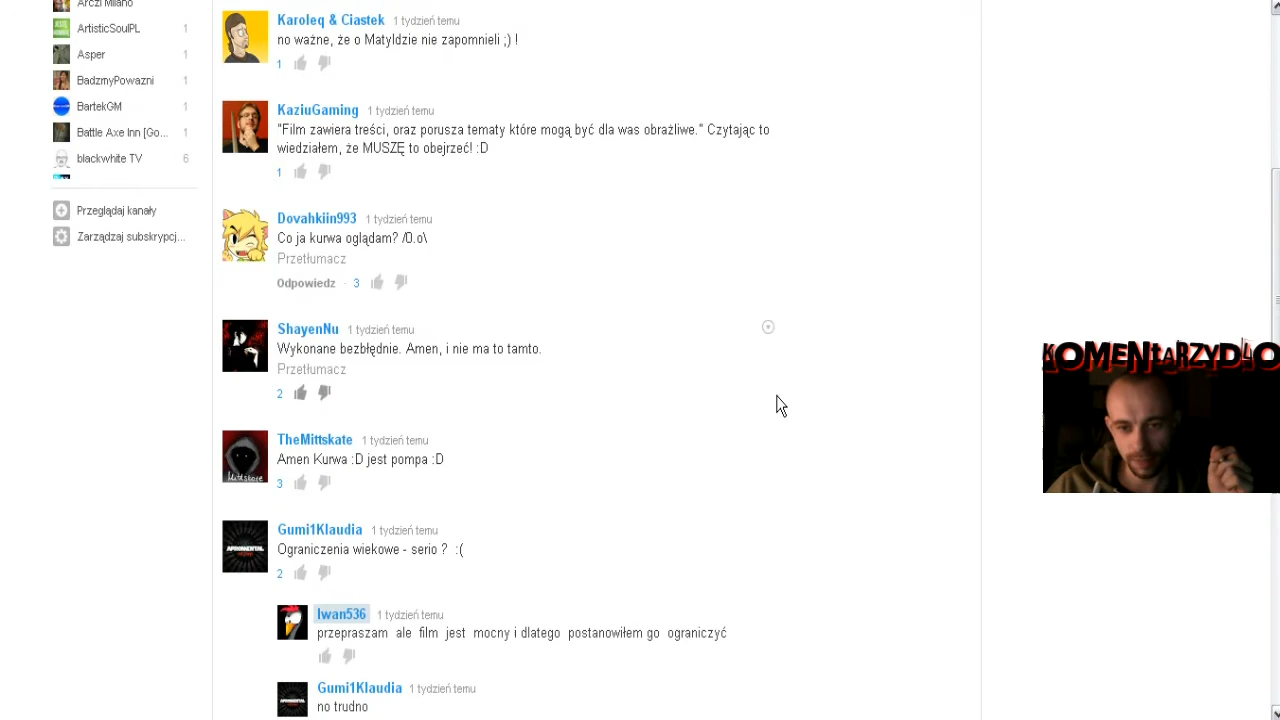 Arczi Milano
ArtisticSoulPL 1
Asper 1
BadzmyPowazni 1
BartekGM 1
Battle Axe Inn [Go... 1
blackwhite TV 6
Przeglądaj kanały
Zarządzaj subskrypcj...
Karoleq & Ciastek 1 tydzień temu
no ważne, że o Matyldzie nie zapomnieli ;) !
1
KaziuGaming 1 tydzień temu
"Film zawiera treści, oraz porusza tematy które mogą być dla was obraźliwe." Czytając to
wiedziałem, że MUSZĘ to obejrzeć! :D
1
Dovahkiin993 1 tydzień temu
Co ja kurwa oglądam? /0.o\
Przetłumacz
Odpowiedz · 3
ShayenNu 1 tydzień temu
Wykonane bezbłędnie. Amen, i nie ma to tamto.
Przetłumacz
2
TheMittskate 1 tydzień temu
Amen Kurwa :D jest pompa :D
3
Gumi1Klaudia 1 tydzień temu
Ograniczenia wiekowe - serio ? :(
2
Iwan536 1 tydzień temu
przepraszam ale film jest mocny i dlatego postanowiłem go ograniczyć
Gumi1Klaudia 1 tydzień temu
no trudno
KOMENtARZYDŁO